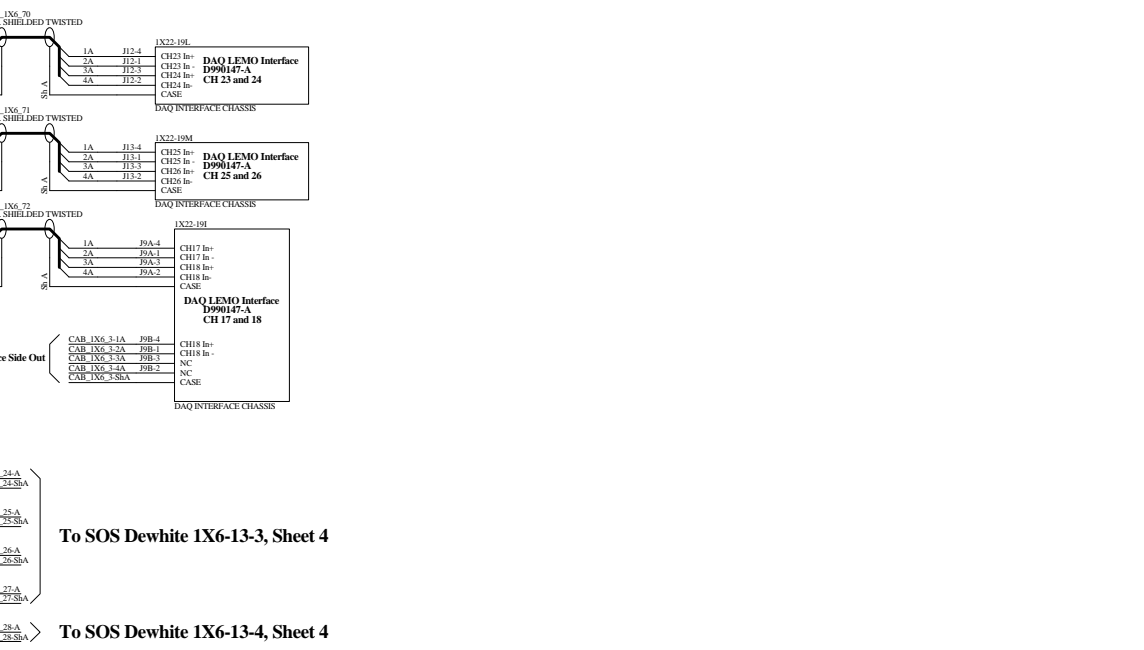 _1X6_70
SHIELDED TWISTED
1X22-19L
1A J12-4 CH23 In+
2A J12-1 CH23 In -
3A J12-3 CH24 In+
4A J12-2 CH24 In-
CASE
Sh A
DAQ LEMO Interface
D990147-A
CH 23 and 24
DAQ INTERFACE CHASSIS
_1X6_71
SHIELDED TWISTED
1X22-19M
1A J13-4 CH25 In+
2A J13-1 CH25 In -
3A J13-3 CH26 In+
4A J13-2 CH26 In-
CASE
Sh A
DAQ LEMO Interface
D990147-A
CH 25 and 26
DAQ INTERFACE CHASSIS
_1X6_72
SHIELDED TWISTED
1X22-19I
1A J9A-4 CH17 In+
2A J9A-1 CH17 In -
3A J9A-3 CH18 In+
4A J9A-2 CH18 In-
CASE
Sh A
DAQ LEMO Interface
D990147-A
CH 17 and 18
CAB_1X6_3-1A J9B-4 CH18 In+
CAB_1X6_3-2A J9B-1 CH18 In -
CAB_1X6_3-3A J9B-3 NC
CAB_1X6_3-4A J9B-2 NC
CAB_1X6_3-ShA CASE
ce Side Out
DAQ INTERFACE CHASSIS
_24-A
_24-ShA
_25-A
_25-ShA
To SOS Dewhite 1X6-13-3, Sheet 4
_26-A
_26-ShA
_27-A
_27-ShA
_28-A
_28-ShA
To SOS Dewhite 1X6-13-4, Sheet 4